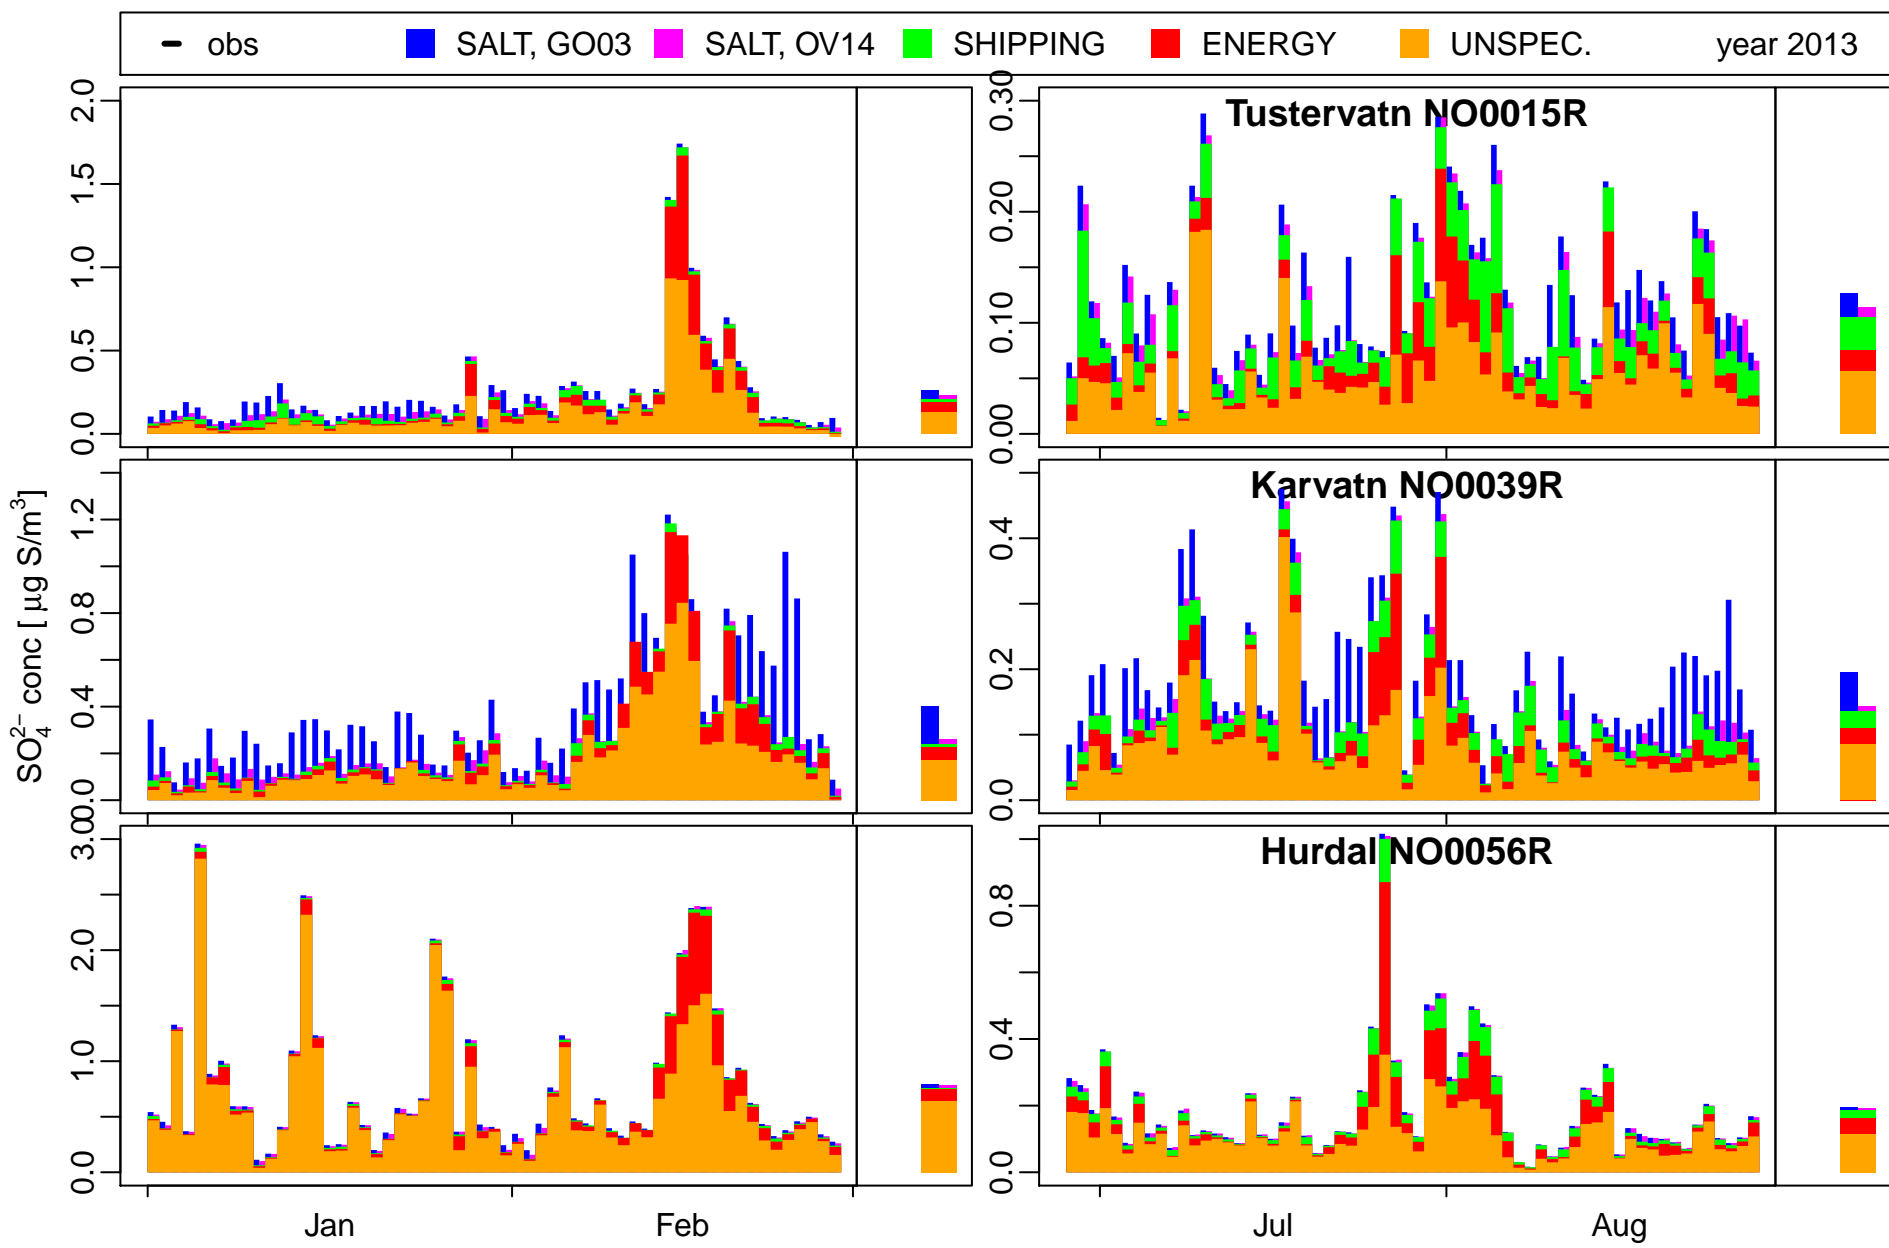 obs SALT, GO03 SALT, OV14 SHIPPING ENERGY UNSPEC. year 2013
Tustervatn NO0015R
0.0 0.5 1.0 1.5 2.0
0.00 0.10 0.20 0.30
Karvatn NO0039R
SO₄²⁻ conc [ μg S/m³]
0.0 0.4 0.8 1.2
0.0 0.2 0.4
Hurdal NO0056R
0.0 1.0 2.0 3.0
0.0 0.4 0.8
Jan Feb Jul Aug